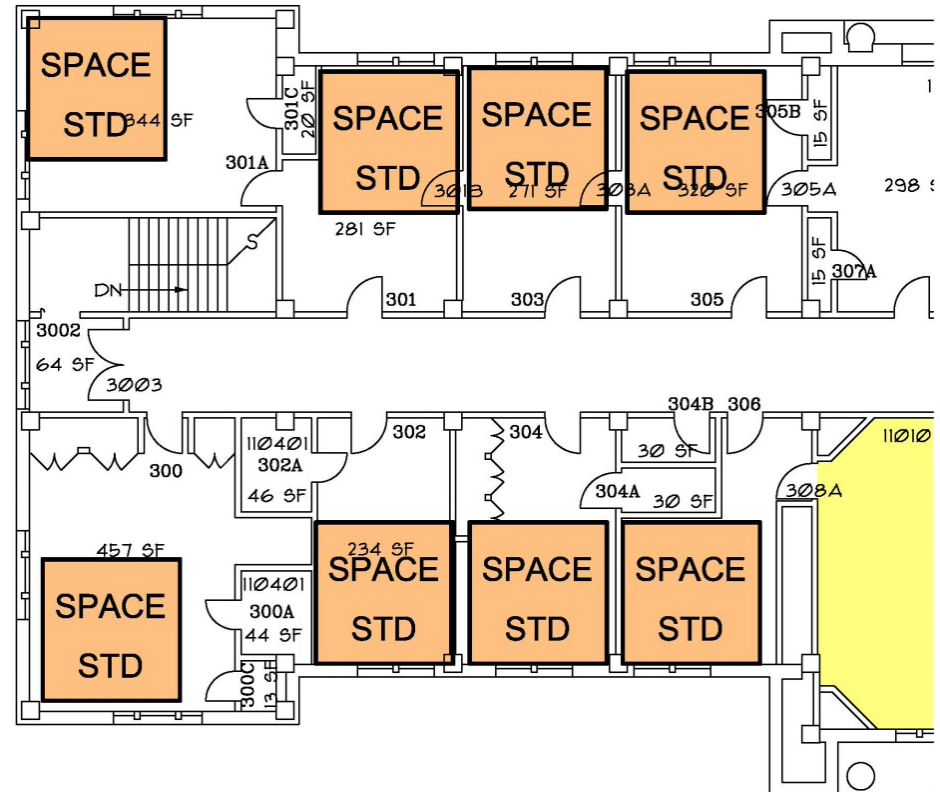 SPACE
STD
344 SF
301A
301C
20 SF
SPACE
STD
281 SF
301B
301
SPACE
STD
271 SF
303A
303
SPACE
STD
320 SF
305B
15 SF
305A
305
298
15 SF
307A
DN
S
3002
64 SF
3003
300
457 SF
SPACE
STD
110401
302A
46 SF
110401
300A
44 SF
300C
302
234 SF
SPACE
STD
304
SPACE
STD
304B
30 SF
304A
30 SF
306
SPACE
STD
308A
11010